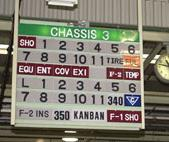 CHASSIS 3
SHO 1 2 3 4 5 6
7 8 9 10 11 TIRE
EQU ENT COV EXI F-2 TEMP
L 1 2 3 4 5 6
7 8 9 10 11 340
F-2 INS 350 KANBAN F-1 SHO